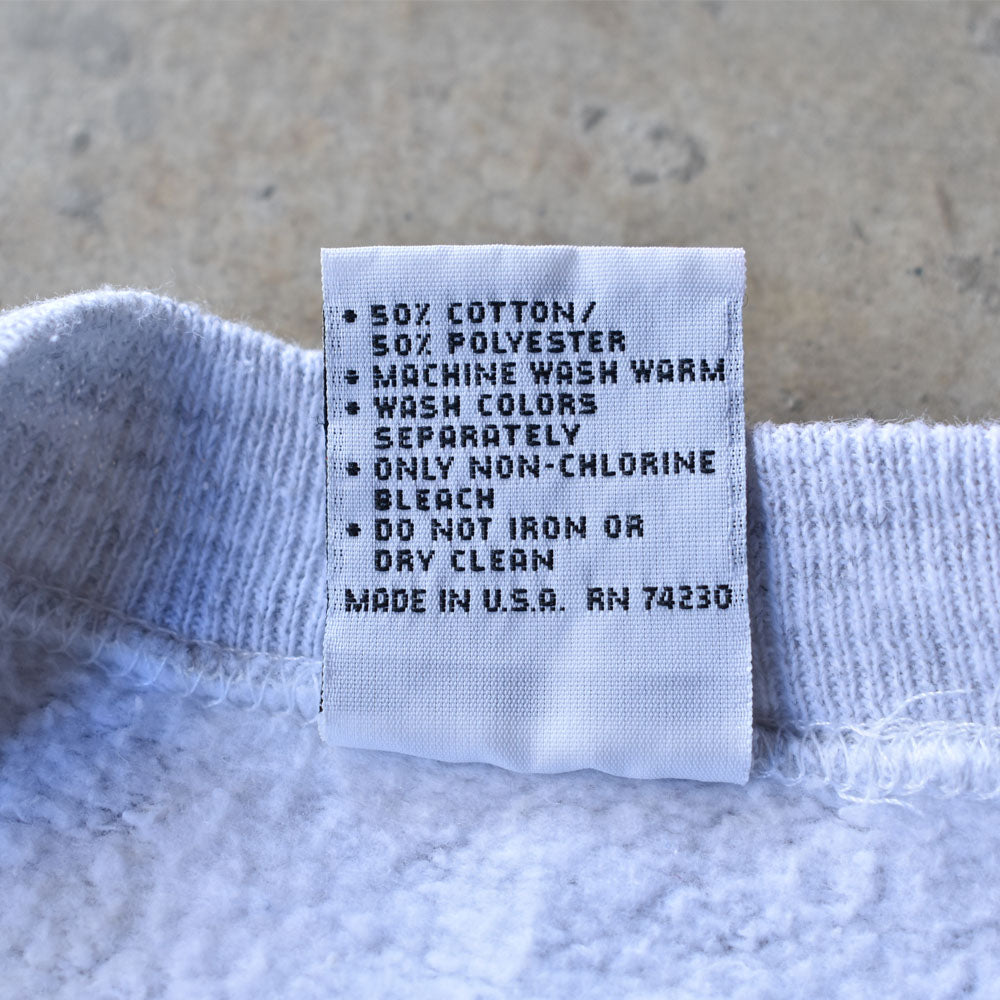 • 50% COTTON/
50% POLYESTER
• MACHINE WASH WARM
• WASH COLORS
SEPARATELY
• ONLY NON-CHLORINE
BLEACH
• DO NOT IRON OR
DRY CLEAN
MADE IN U.S.A. RN 74230